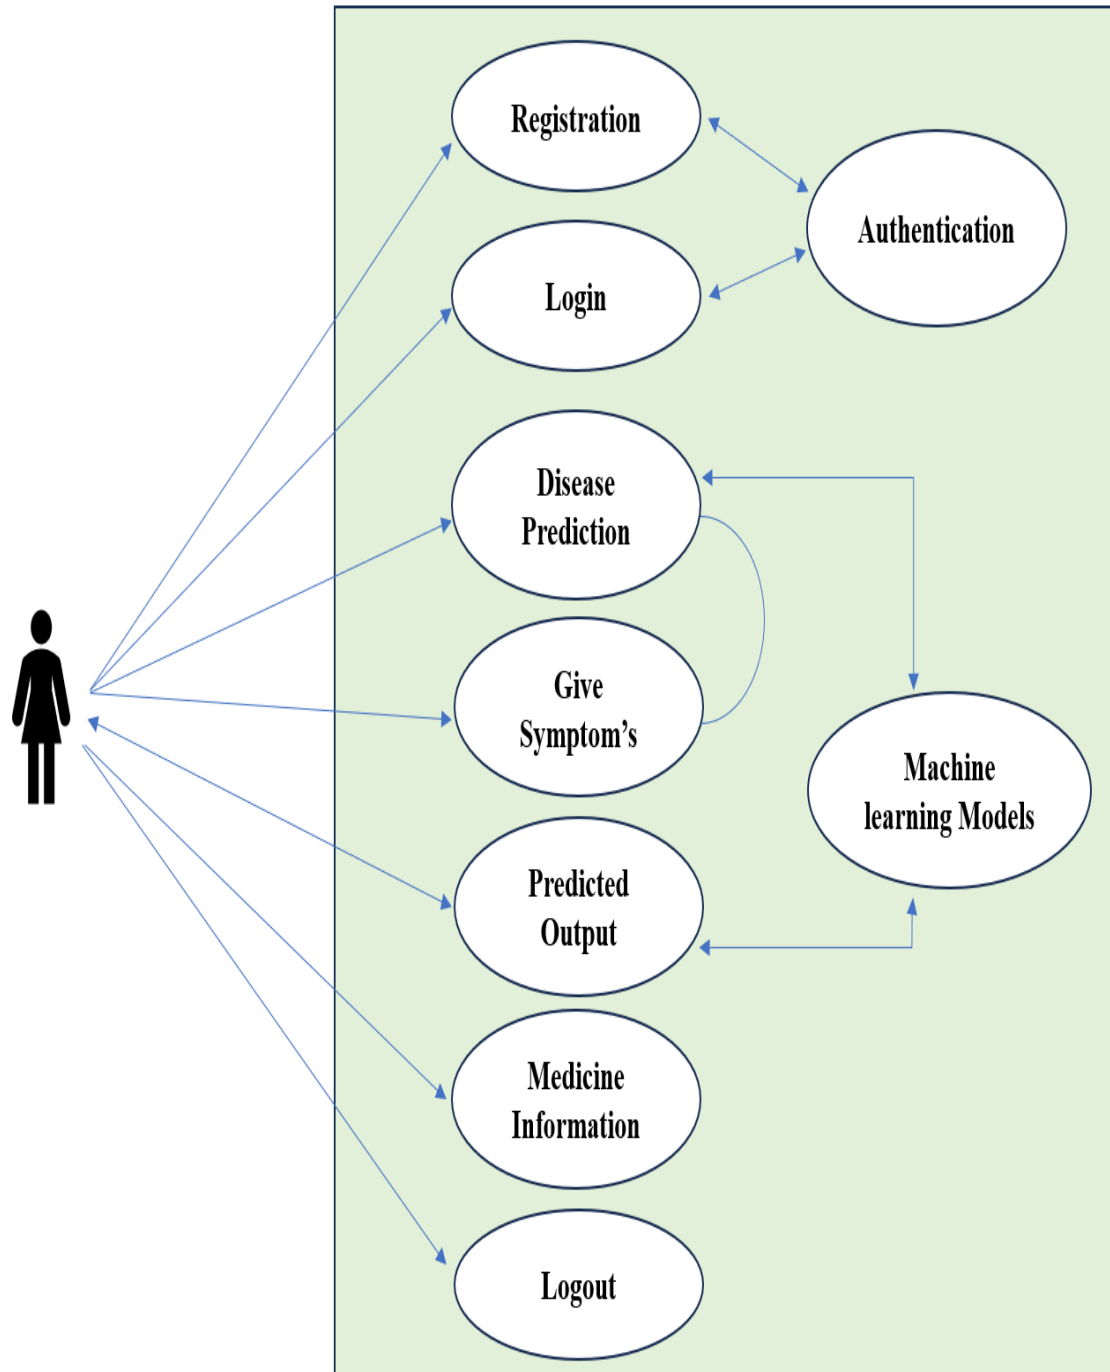 Registration
Authentication
Login
Disease
Prediction
Give
Symptom’s
Machine
learning Models
Predicted
Output
Medicine
Information
Logout